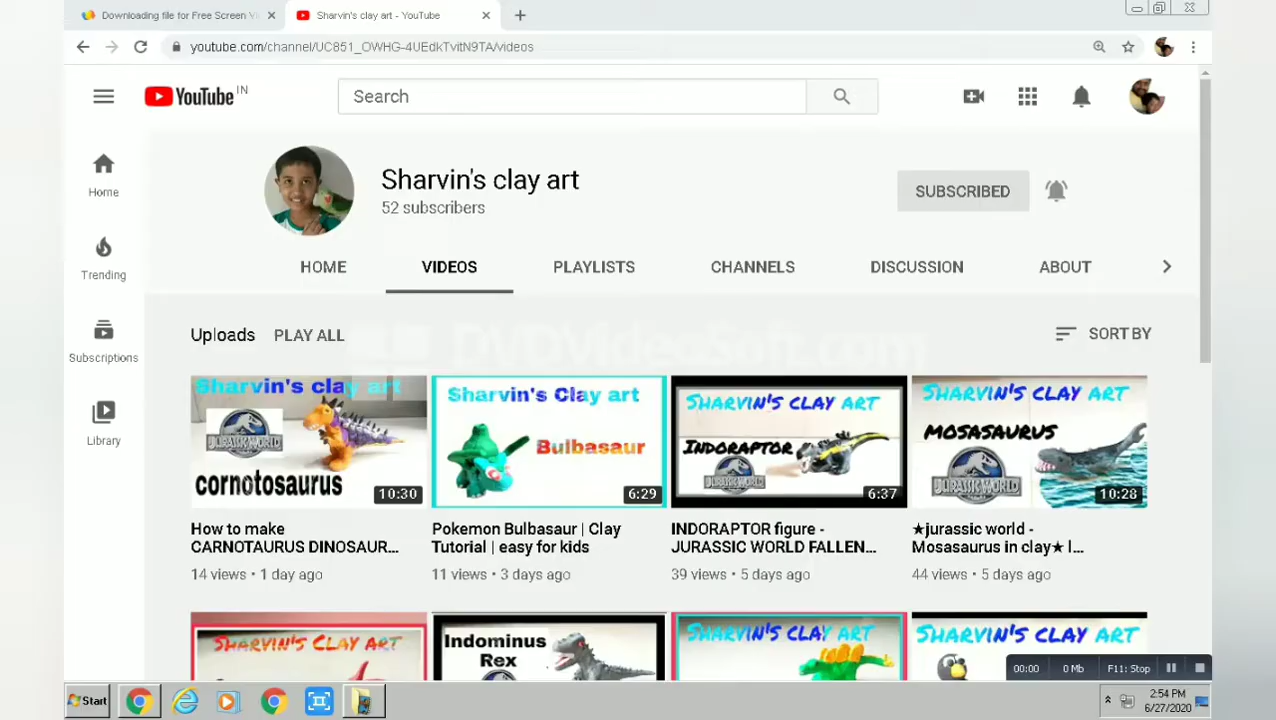 Downloading file for Free Screen Vi
Sharvin's clay art - YouTube
youtube.com/channel/UC851_OWHG-4UEdkTvitN9TA/videos
YouTube IN
Search
Home
Trending
Subscriptions
Library
Sharvin's clay art
52 subscribers
SUBSCRIBED
HOME VIDEOS PLAYLISTS CHANNELS DISCUSSION ABOUT
DVDVideoSoft.com
Uploads PLAY ALL
SORT BY
Sharvin's clay art
JURASSIC WORLD
cornotosaurus
10:30
How to make
CARNOTAURUS DINOSAUR...
14 views • 1 day ago
Sharvin's Clay art
Bulbasaur
6:29
Pokemon Bulbasaur | Clay
Tutorial | easy for kids
11 views • 3 days ago
SHARVIN'S CLAY ART
INDORAPTOR
JURASSIC WORLD
6:37
INDORAPTOR figure -
JURASSIC WORLD FALLEN...
39 views • 5 days ago
SHARVIN'S CLAY ART
MOSASAURUS
JURASSIC WORLD
10:28
★jurassic world -
Mosasaurus in clay★ l...
44 views • 5 days ago
SHARVIN'S CLAY ART
Indominus
Rex
SHARVIN'S CLAY ART
SHARVIN'S CLAY ART
00:00 0 Mb F11: Stop
Start
2:54 PM
6/27/2020